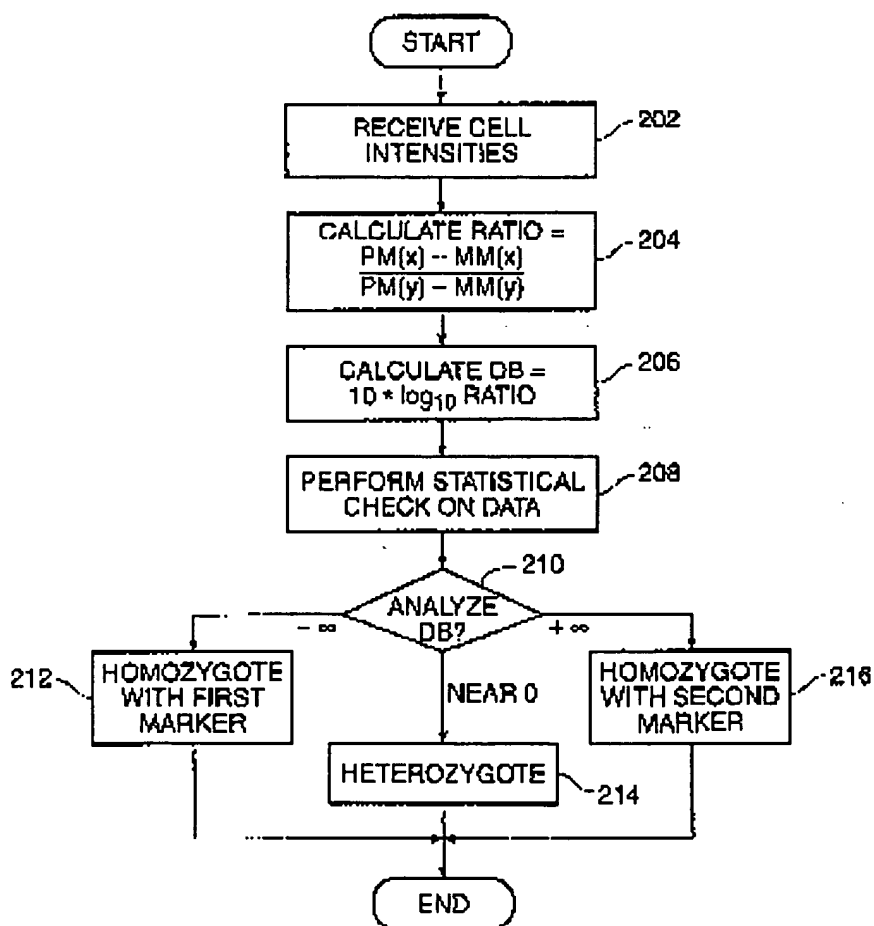 START
RECEIVE CELL
INTENSITIES
202
CALCULATE RATIO =
PM(x) -- MM(x)
PM(y) – MM(y)
204
CALCULATE DB =
10 * log10 RATIO
206
PERFORM STATISTICAL
CHECK ON DATA
208
210
ANALYZE
DB?
- ∞
+ ∞
212
HOMOZYGOTE
WITH FIRST
MARKER
NEAR 0
HOMOZYGOTE
WITH SECOND
MARKER
216
HETEROZYGOTE
214
END